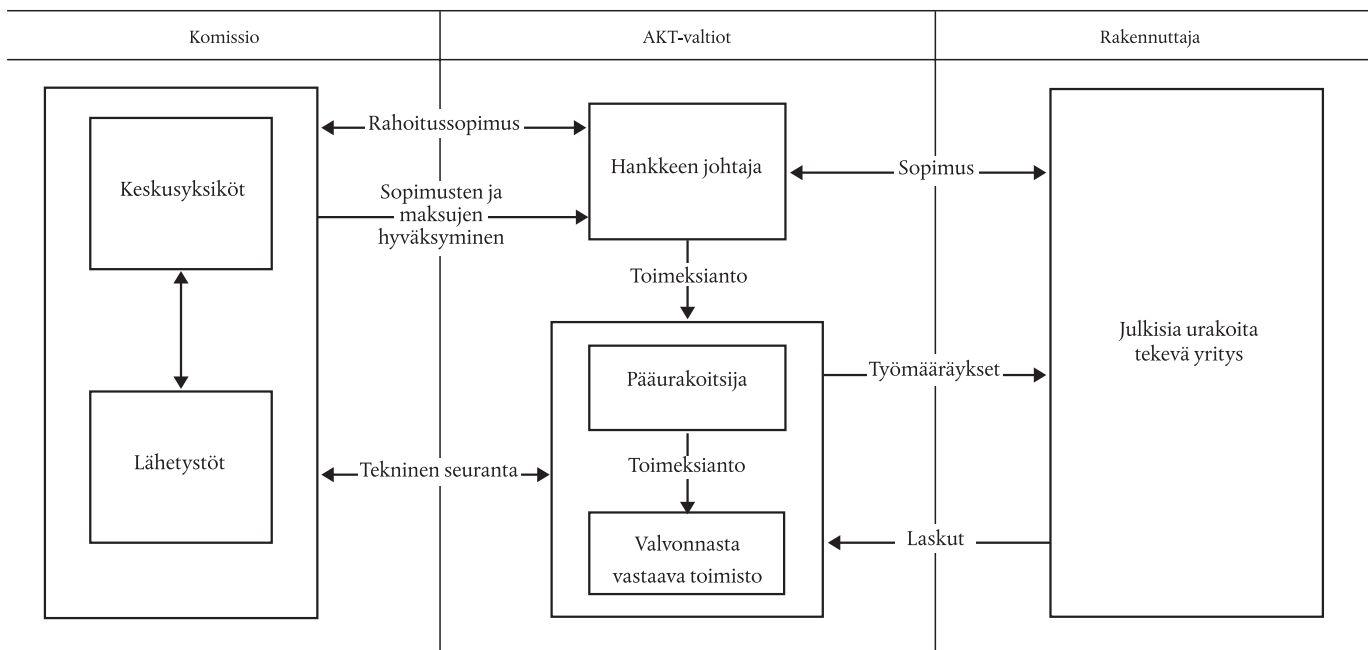 Komissio
AKT-valtiot
Rakennuttaja
Keskusyksiköt
Lähetystöt
Rahoitussopimus
Sopimusten ja
maksujen
hyväksyminen
Tekninen seuranta
Hankkeen johtaja
Toimeksianto
Pääurakoitsija
Toimeksianto
Valvonnasta
vastaava toimisto
Sopimus
Työmääräykset
Laskut
Julkisia urakoita
tekevä yritys